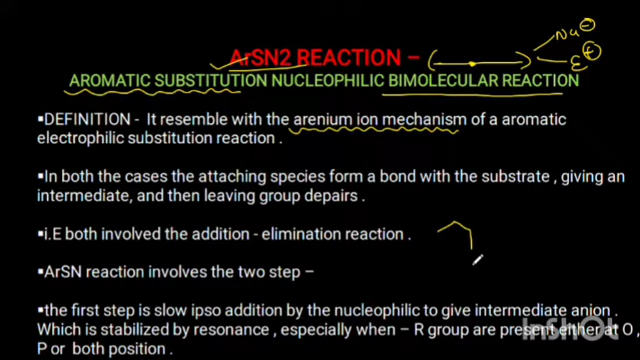 ArSN2 REACTION –
Nu⊖
E⊕
AROMATIC SUBSTITUTION NUCLEOPHILIC BIMOLECULAR REACTION
▪DEFINITION - It resemble with the arenium ion mechanism of a aromatic
electrophilic substitution reaction .
▪In both the cases the attaching species form a bond with the substrate , giving an
intermediate, and then leaving group depairs .
▪i.E both involved the addition - elimination reaction .
▪ArSN reaction involves the two step –
▪the first step is slow ipso addition by the nucleophilic to give intermediate anion .
Which is stabilized by resonance , especially when – R group are present either at O ,
P or both position .
InShOt